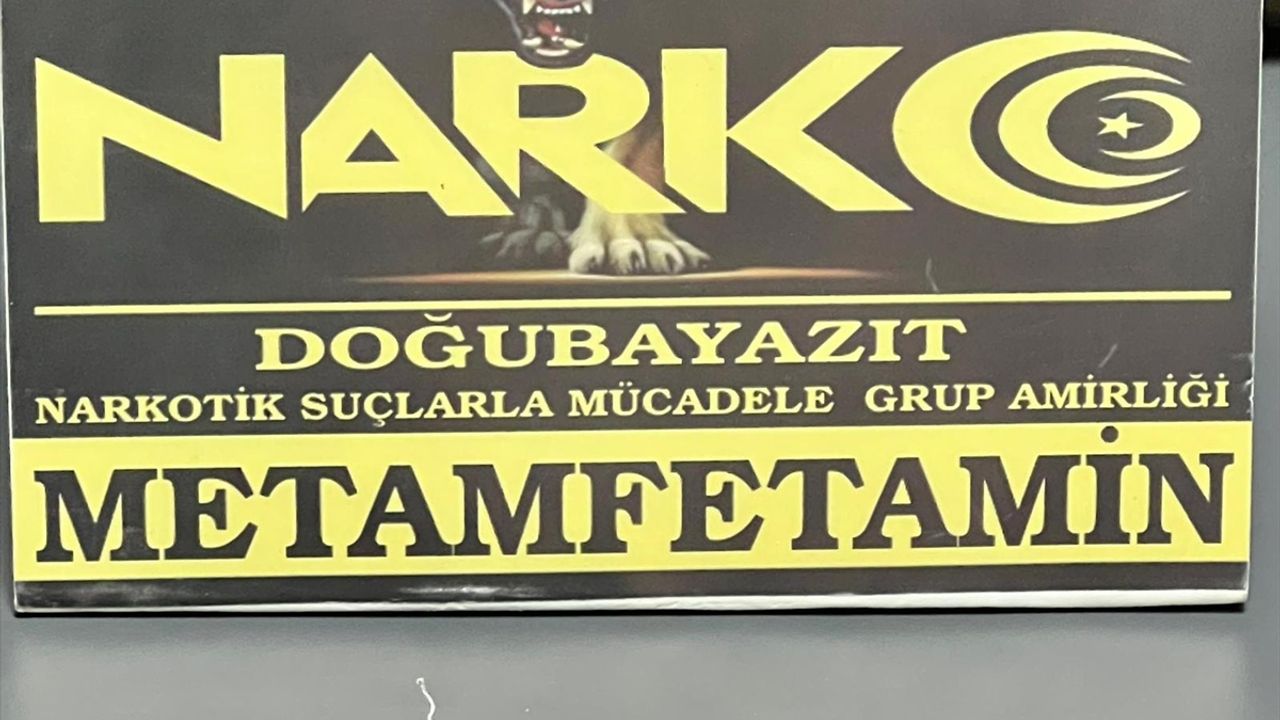 NARKO
DOĞUBAYAZIT
NARKOTİK SUÇLARLA MÜCADELE GRUP AMİRLİĞİ
METAMFETAMİN